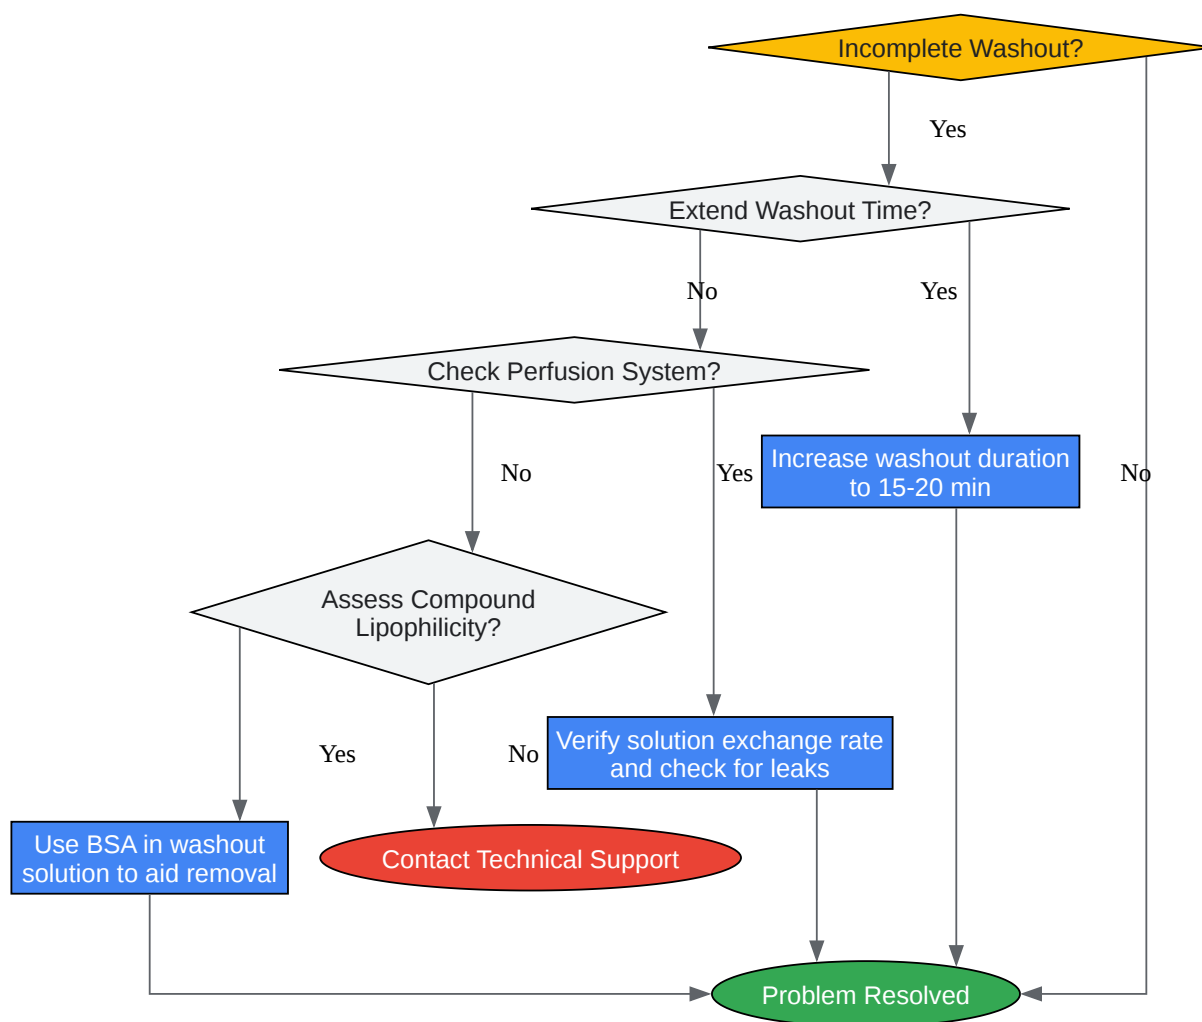 Incomplete Washout?
Yes
Extend Washout Time?
No
Yes
Check Perfusion System?
Increase washout duration
to 15-20 min
No
Yes
No
Assess Compound
Lipophilicity?
Verify solution exchange rate
and check for leaks
Yes
No
Use BSA in washout
solution to aid removal
Contact Technical Support
Problem Resolved